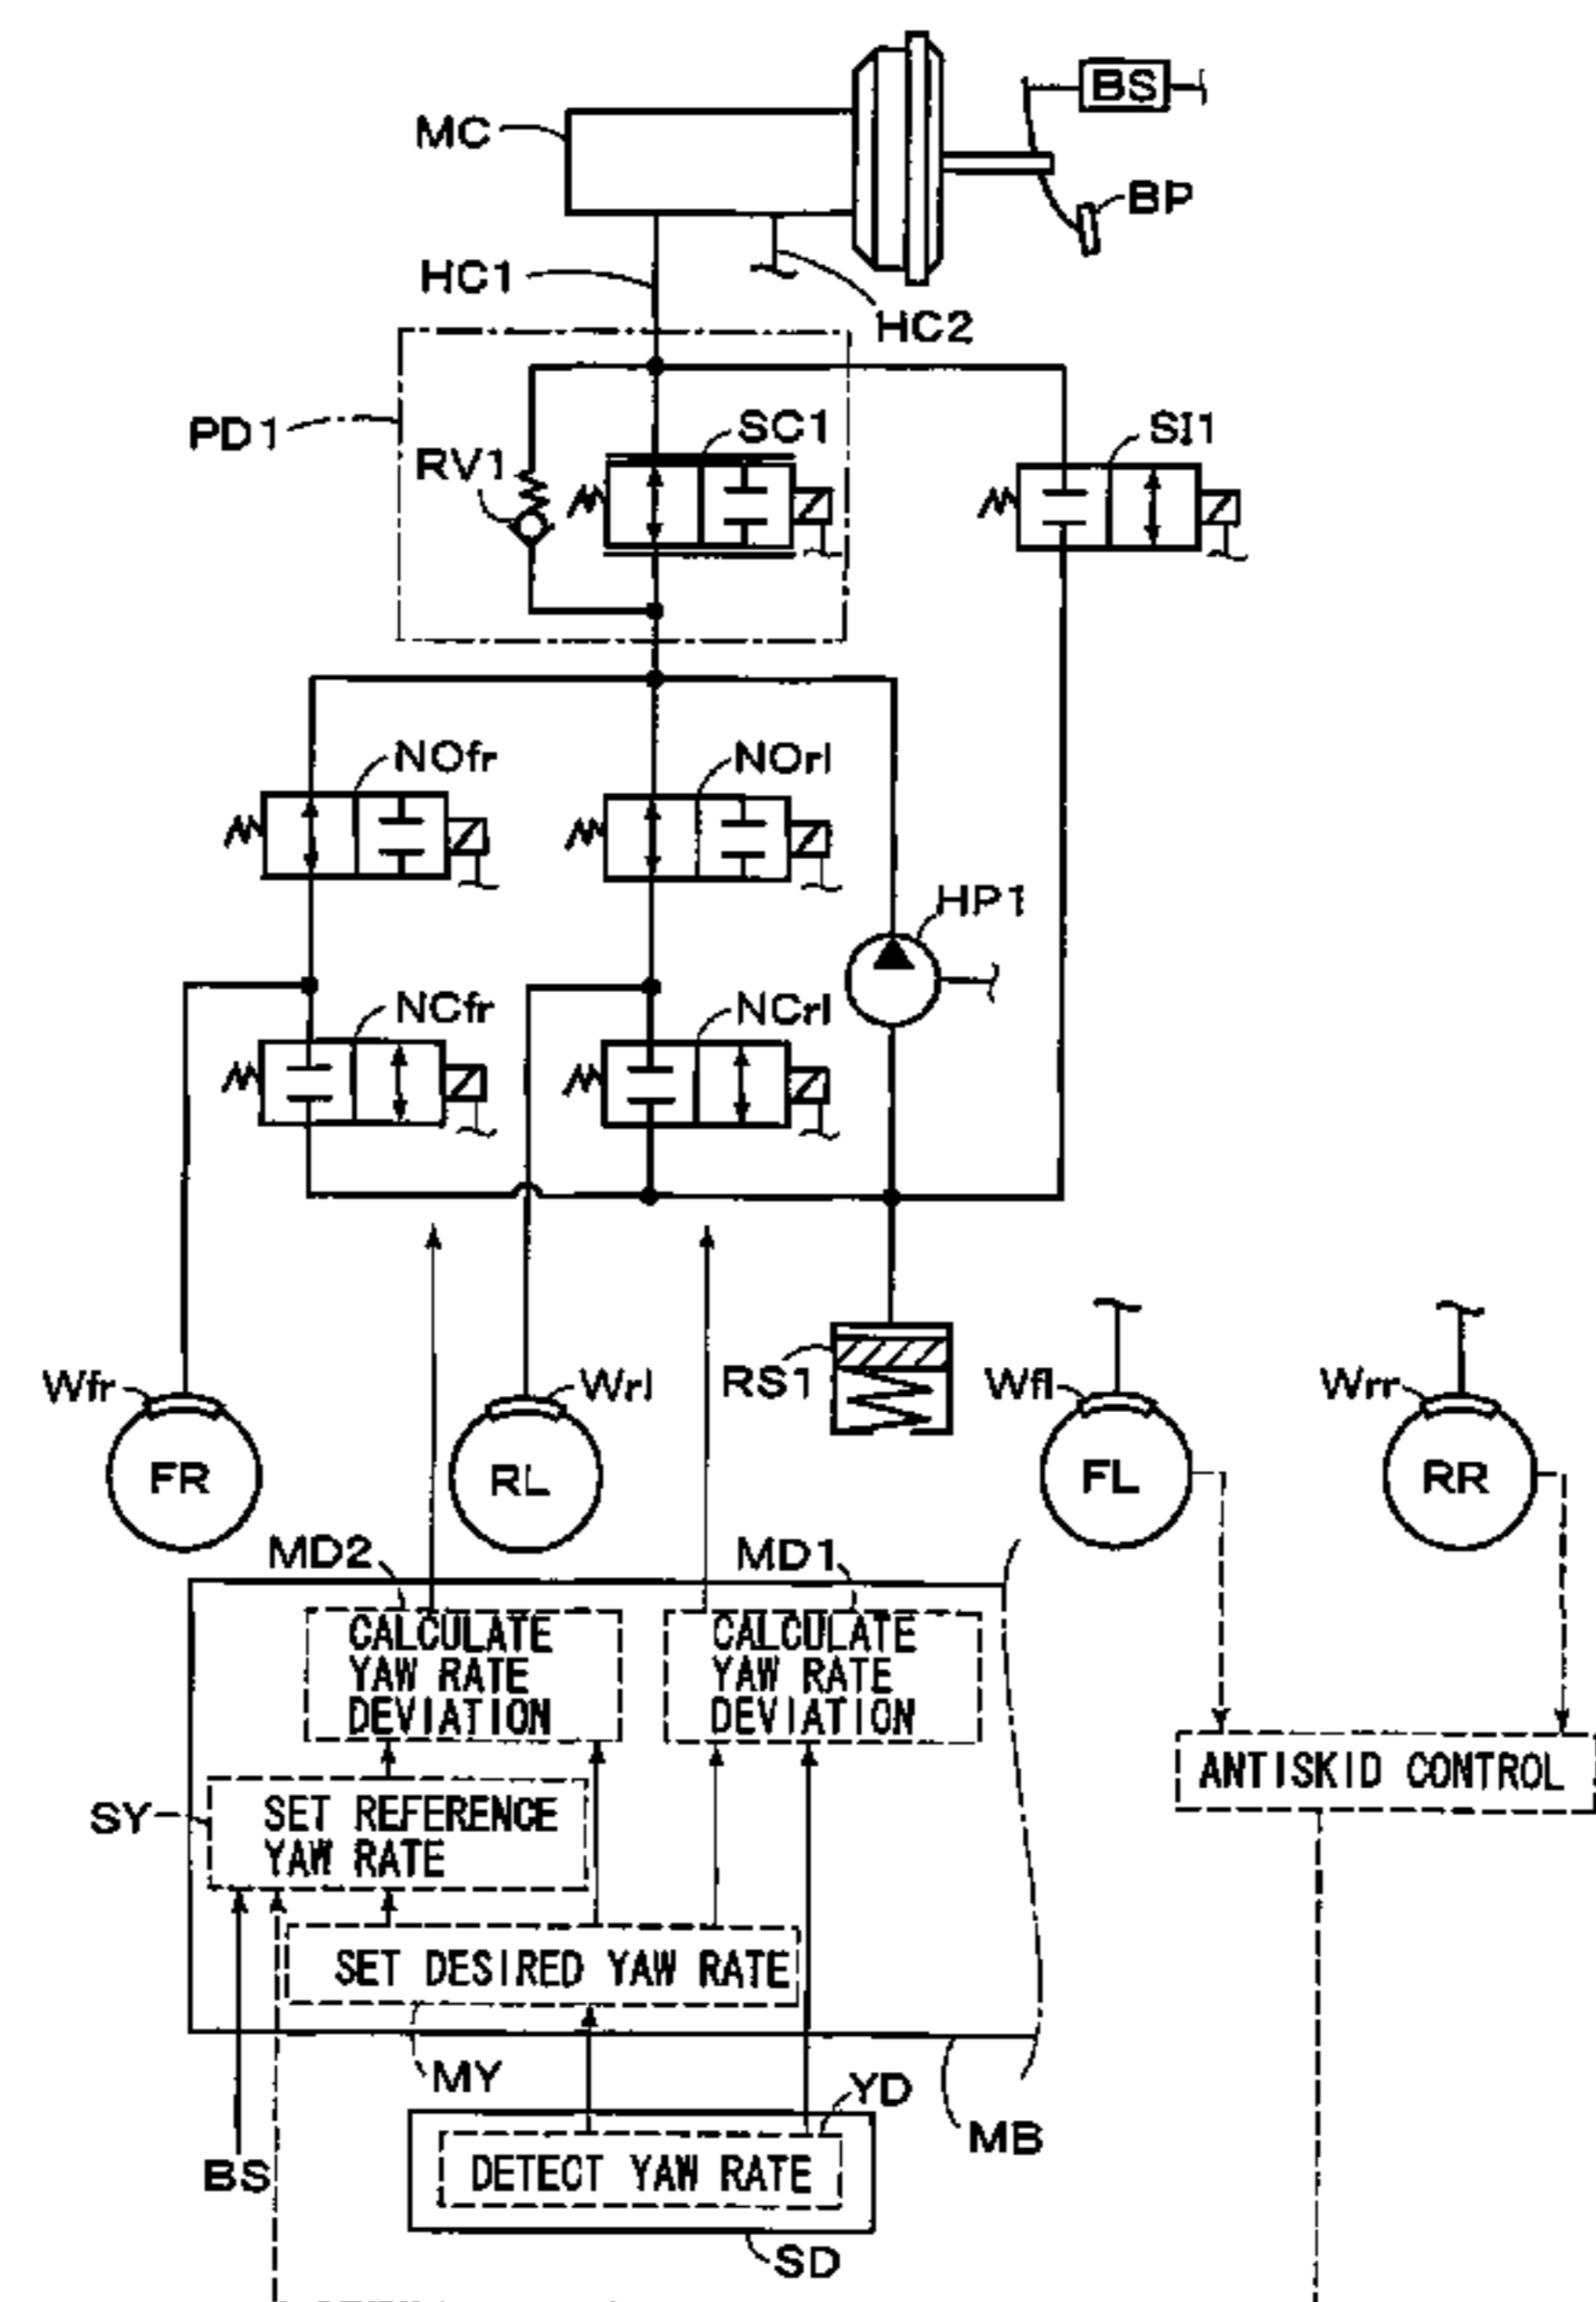 BS
MC
BP
HC1
HC2
PD1
RV1
SC1
SI1
NOfr
NOrl
HP1
NCfr
NCrl
Wfr
Wrl
RS1
Wfl
Wrr
FR
RL
FL
RR
MD2
MD1
CALCULATE
YAW RATE
DEVIATION
CALCULATE
YAW RATE
DEVIATION
ANTISKID CONTROL
SY
SET REFERENCE
YAW RATE
SET DESIRED YAW RATE
MY
YD
MB
BS
DETECT YAW RATE
SD